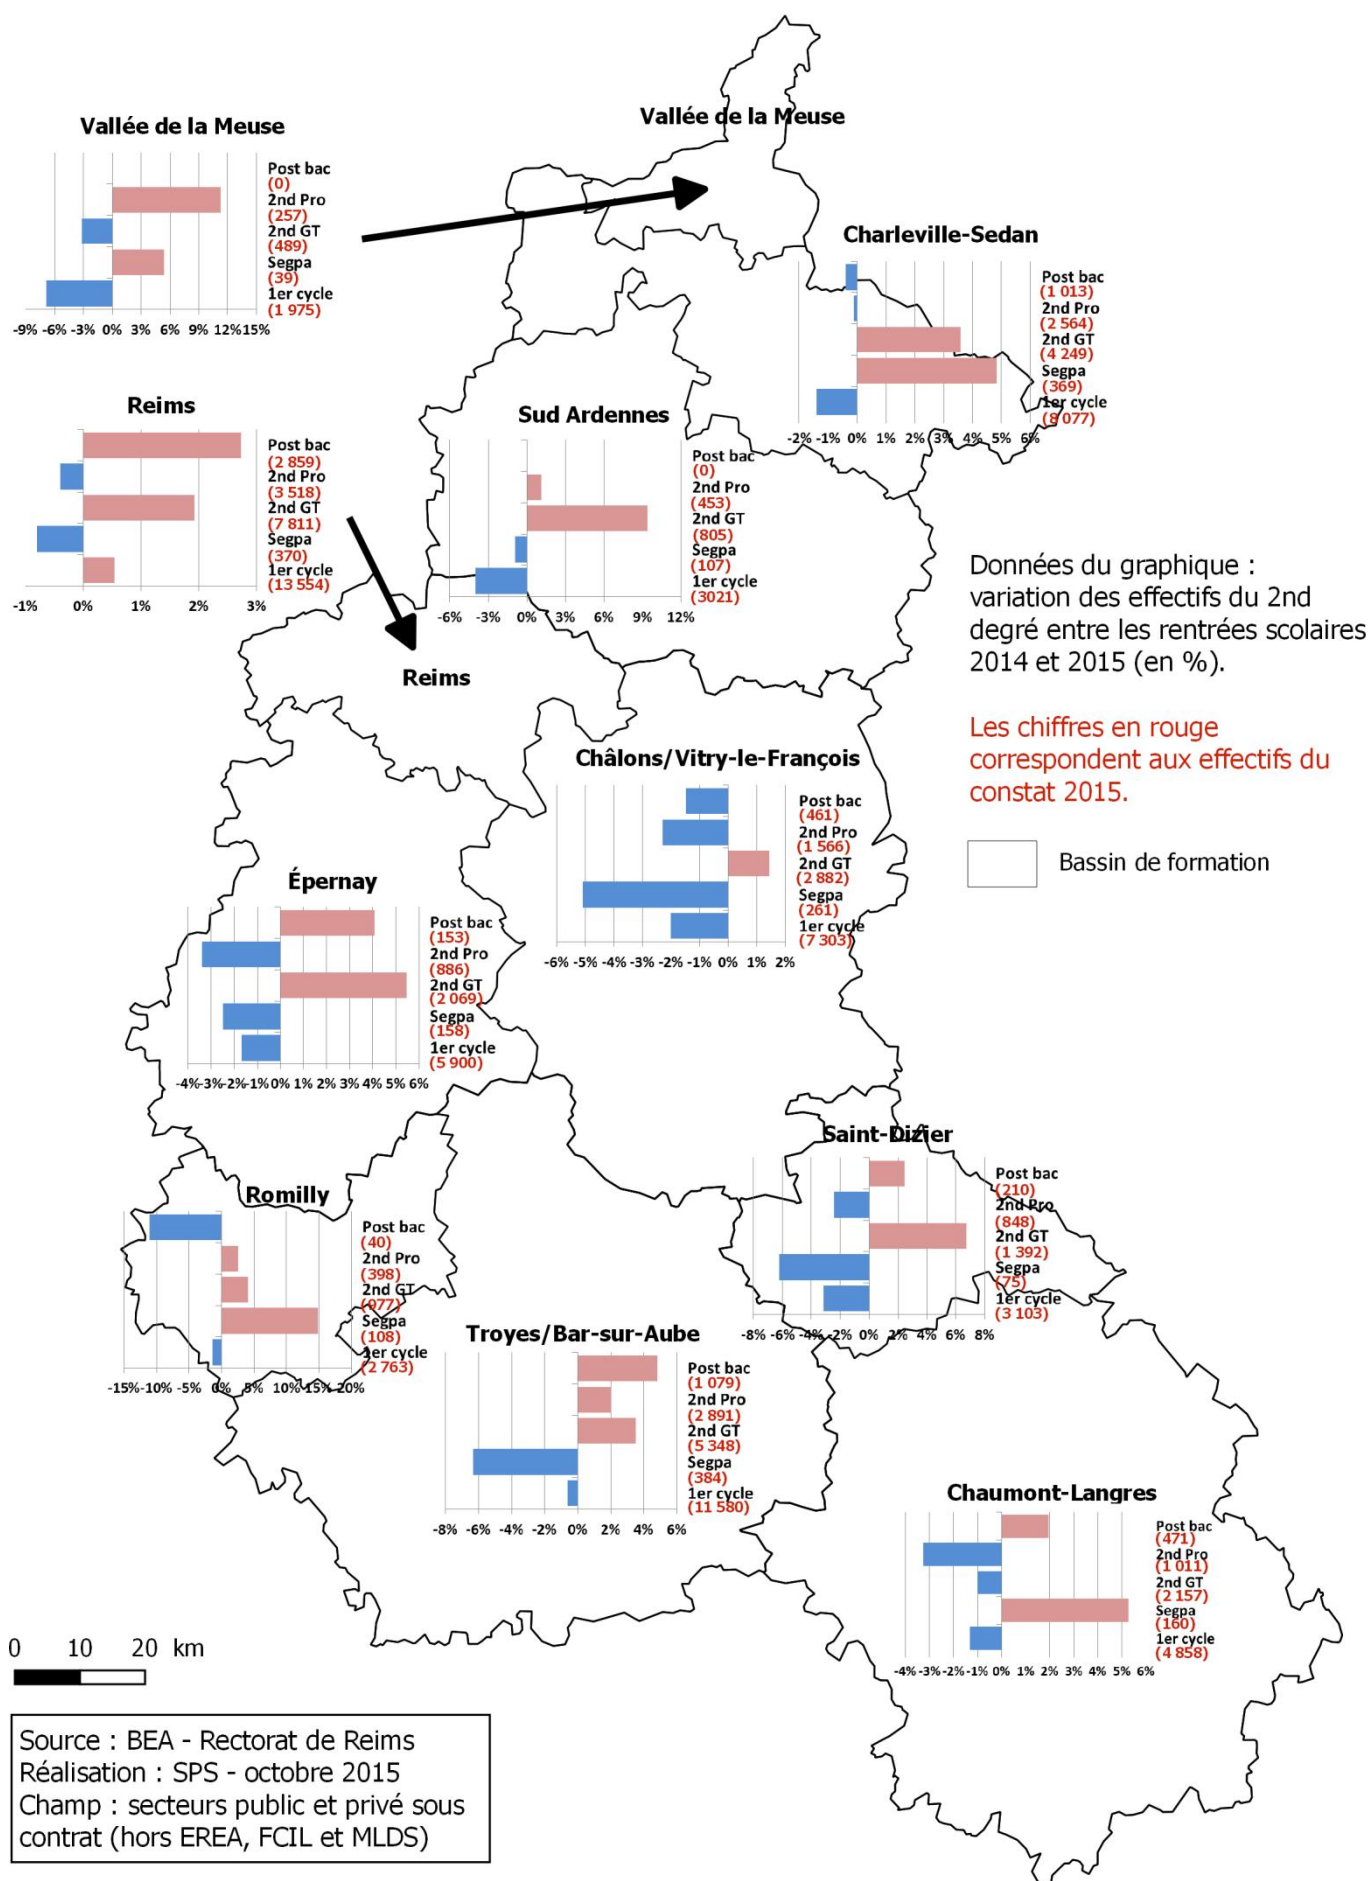 Vallée de la Meuse
Post bac
(0)
2nd Pro
(257)
2nd GT
(489)
Segpa
(39)
1er cycle
(1 975)
-9% -6% -3% 0% 3% 6% 9% 12% 15%
Vallée de la Meuse
Charleville-Sedan
Post bac
(1 013)
2nd Pro
(2 564)
2nd GT
(4 249)
Segpa
(369)
1er cycle
(8 077)
-2% -1% 0% 1% 2% 3% 4% 5% 6%
Reims
Post bac
(2 859)
2nd Pro
(3 518)
2nd GT
(7 811)
Segpa
(370)
1er cycle
(13 554)
-1% 0% 1% 2% 3%
Sud Ardennes
Post bac
(0)
2nd Pro
(453)
2nd GT
(805)
Segpa
(107)
1er cycle
(3021)
-6% -3% 0% 3% 6% 9% 12%
Reims
Données du graphique :
variation des effectifs du 2nd
degré entre les rentrées scolaires
2014 et 2015 (en %).
Les chiffres en rouge
correspondent aux effectifs du
constat 2015.
Bassin de formation
Châlons/Vitry-le-François
Post bac
(461)
2nd Pro
(1 566)
2nd GT
(2 882)
Segpa
(261)
1er cycle
(7 303)
-6% -5% -4% -3% -2% -1% 0% 1% 2%
Épernay
Post bac
(153)
2nd Pro
(886)
2nd GT
(2 069)
Segpa
(158)
1er cycle
(5 900)
-4% -3% -2% -1% 0% 1% 2% 3% 4% 5% 6%
Saint-Dizier
Post bac
(210)
2nd Pro
(848)
2nd GT
(1 392)
Segpa
(75)
1er cycle
(3 103)
-8% -6% -4% -2% 0% 2% 4% 6% 8%
Romilly
Post bac
(40)
2nd Pro
(398)
2nd GT
(977)
Segpa
(108)
1er cycle
(2 763)
-15% -10% -5% 0% 5% 10% 15% 20%
Troyes/Bar-sur-Aube
Post bac
(1 079)
2nd Pro
(2 891)
2nd GT
(5 348)
Segpa
(384)
1er cycle
(11 580)
-8% -6% -4% -2% 0% 2% 4% 6%
Chaumont-Langres
Post bac
(471)
2nd Pro
(1 011)
2nd GT
(2 157)
Segpa
(160)
1er cycle
(4 858)
-4% -3% -2% -1% 0% 1% 2% 3% 4% 5% 6%
0 10 20 km
Source : BEA - Rectorat de Reims
Réalisation : SPS - octobre 2015
Champ : secteurs public et privé sous
contrat (hors EREA, FCIL et MLDS)